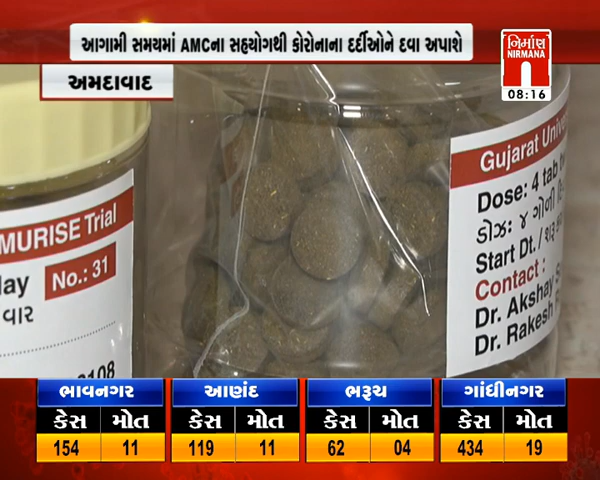 આગામી સમયમાં AMCના સહયોગથી કોરોનાના દર્દીઓને દવા અપાશે
નિર્માણ
NIRMANA
08:16
અમદાવાદ
MURISE Trial
No.: 31
વાર
Gujarat
Dose: 4 tab
ડોઝ: ૪ ગોળી
Start Dt. /
Contact :
Dr. Akshay
Dr. Rakesh
ભાવનગર
કેસ મોત
154 11
આણંદ
કેસ મોત
119 11
ભરૂચ
કેસ મોત
62 04
ગાંધીનગર
કેસ મોત
434 19